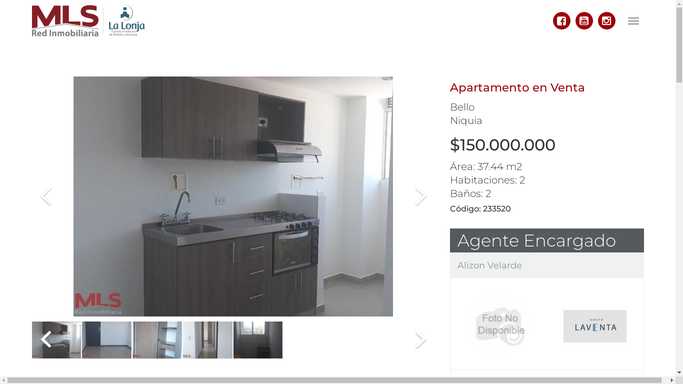 MLS
Red Inmobiliaria
La Lonja
Apartamento en Venta
Bello
Niquia
$150.000.000
Área: 37.44 m2
Habitaciones: 2
Baños: 2
Código: 233520
MLS
Red Inmobiliaria
Agente Encargado
Alizon Velarde
Foto No
Disponible
LAVENTA